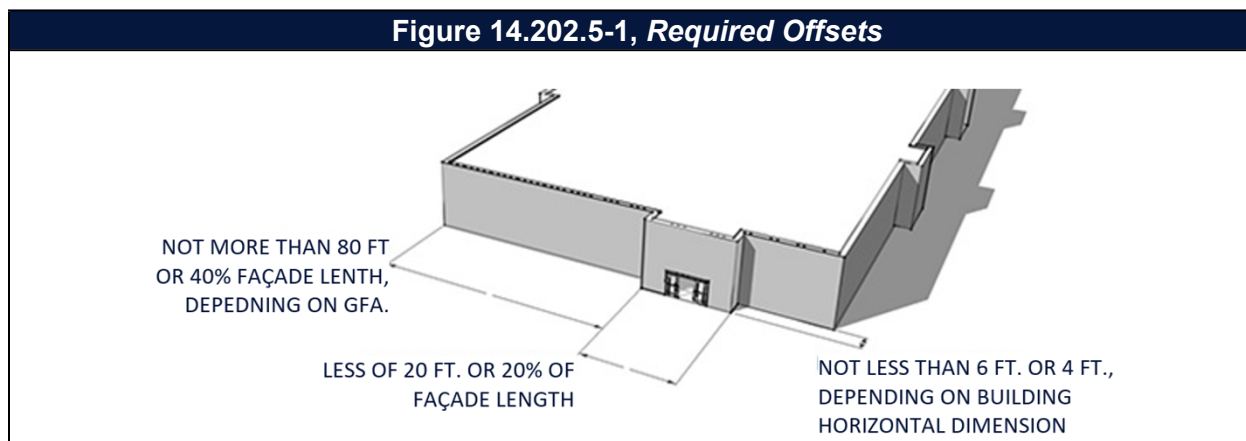 Figure 14.202.5-1, Required Offsets
NOT MORE THAN 80 FT
OR 40% FAÇADE LENTH,
DEPEDNING ON GFA.
LESS OF 20 FT. OR 20% OF
FAÇADE LENGTH
NOT LESS THAN 6 FT. OR 4 FT.,
DEPENDING ON BUILDING
HORIZONTAL DIMENSION